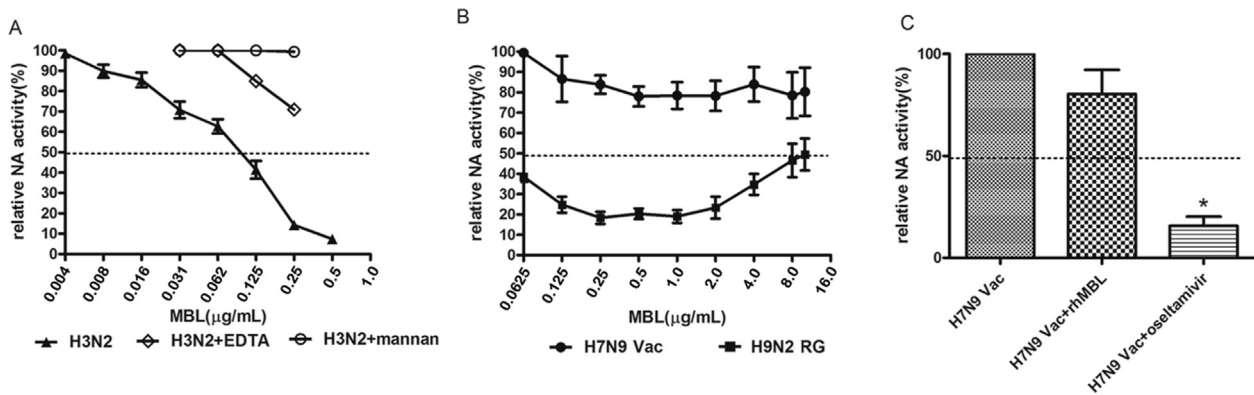 A
relative NA activity(%)
100
90
80
70
60
50
40
30
20
10
0
0.004
0.008
0.016
0.031
0.062
0.125
0.25
0.5
1.0
MBL(μg/mL)
H3N2
H3N2+EDTA
H3N2+mannan
B
relative NA activity(%)
100
90
80
70
60
50
40
30
20
10
0
0.0625
0.125
0.25
0.5
1.0
2.0
4.0
8.0
16.0
MBL(μg/mL)
H7N9 Vac
H9N2 RG
C
relative NA activity(%)
100
50
0
*
H7N9 Vac
H7N9 Vac+rhMBL
H7N9 Vac+oseltamivir